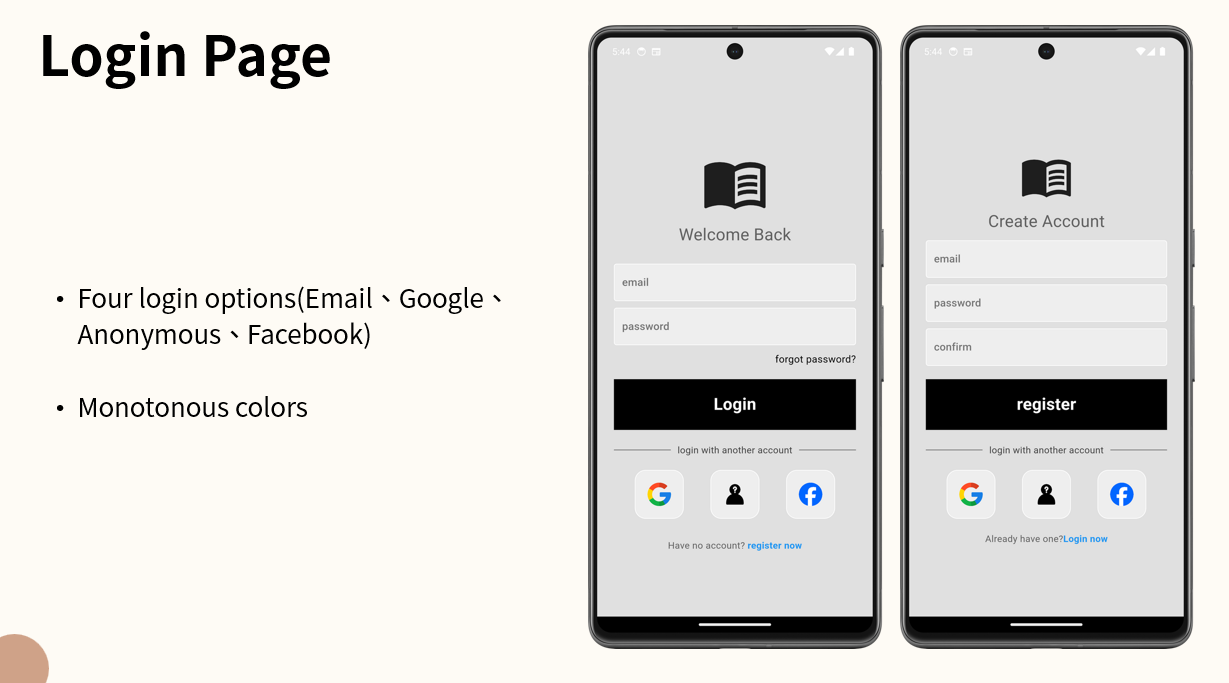 Login Page
• Four login options(Email、Google、
Anonymous、Facebook)
• Monotonous colors
5:44
Welcome Back
email
password
forgot password?
Login
login with another account
Have no account? register now
5:44
Create Account
email
password
confirm
register
login with another account
Already have one?Login now